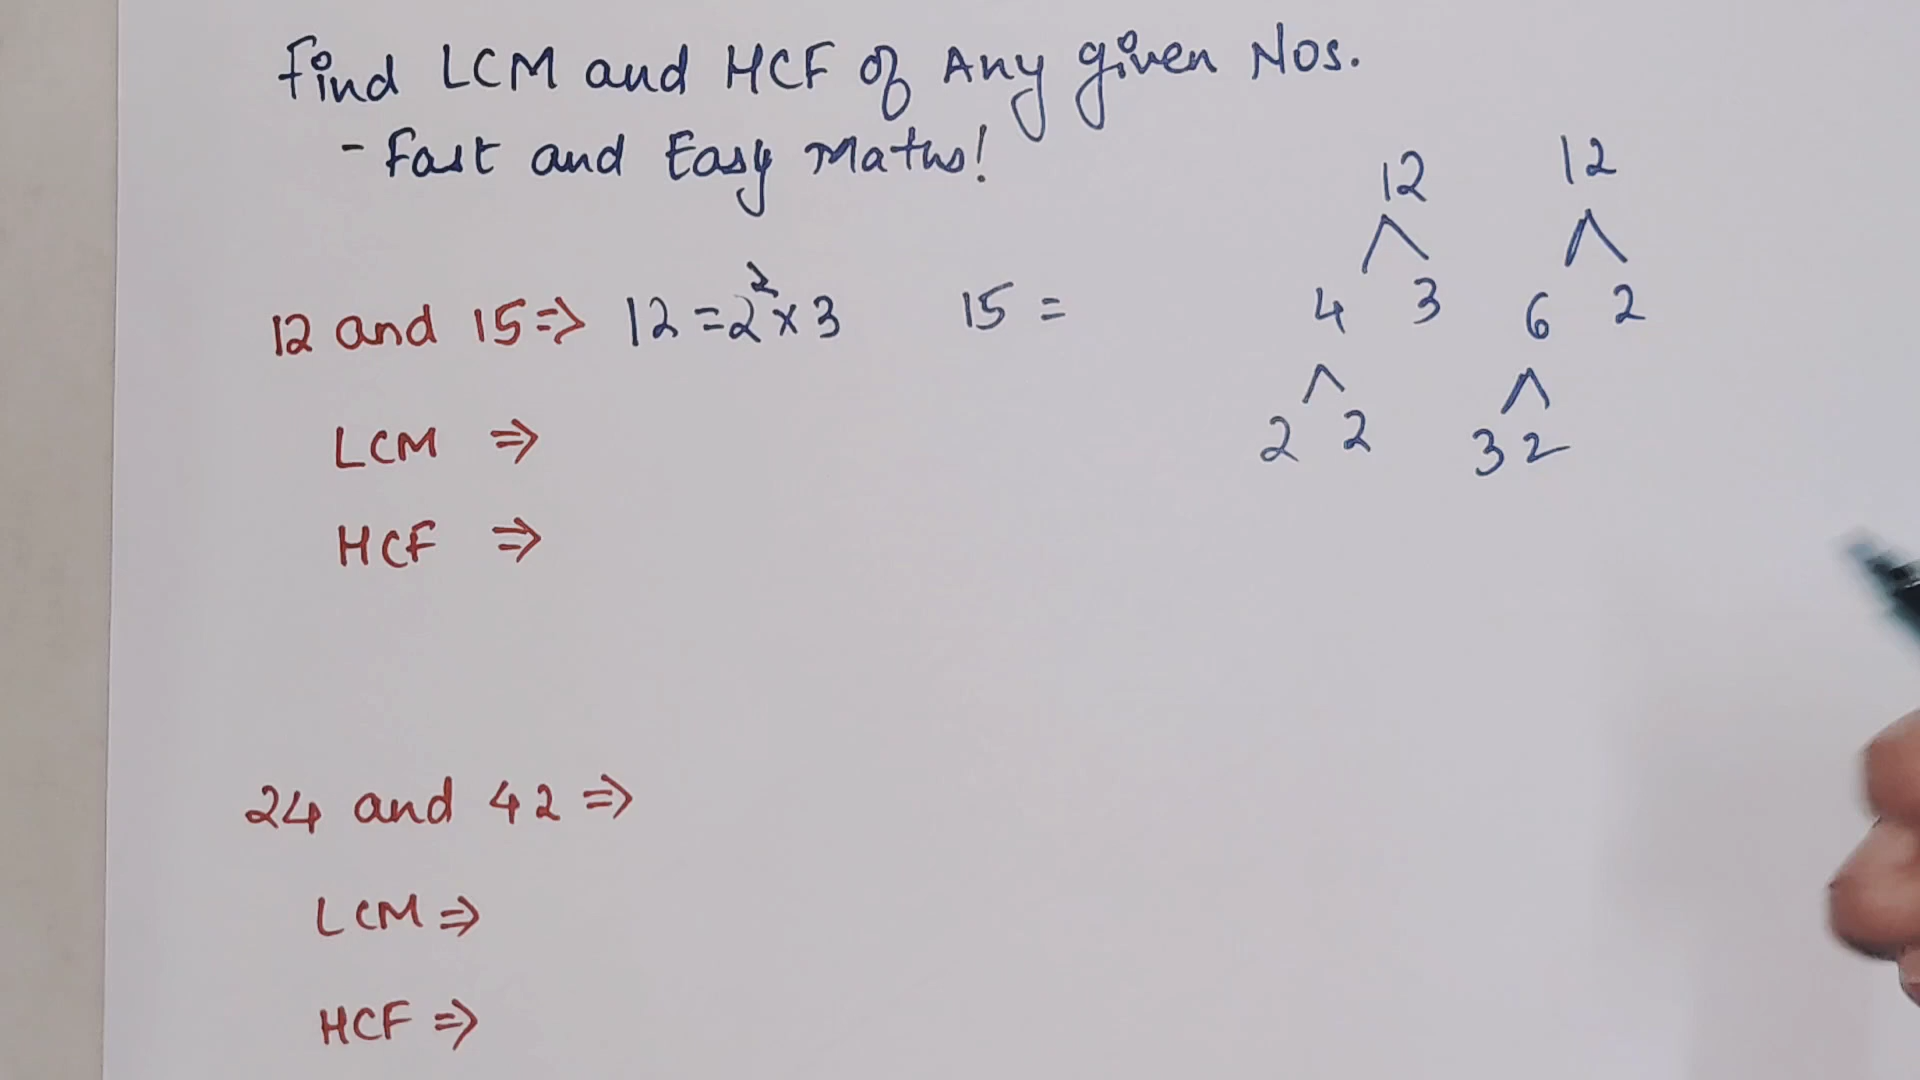 Find LCM and HCF of Any given Nos.
- Fast and Easy Maths!
12 and 15 ⇒ 12 = 2² × 3 15 =
LCM ⇒
HCF ⇒
12 12
4 3 6 2
2 2 3 2
24 and 42 ⇒
LCM ⇒
HCF ⇒